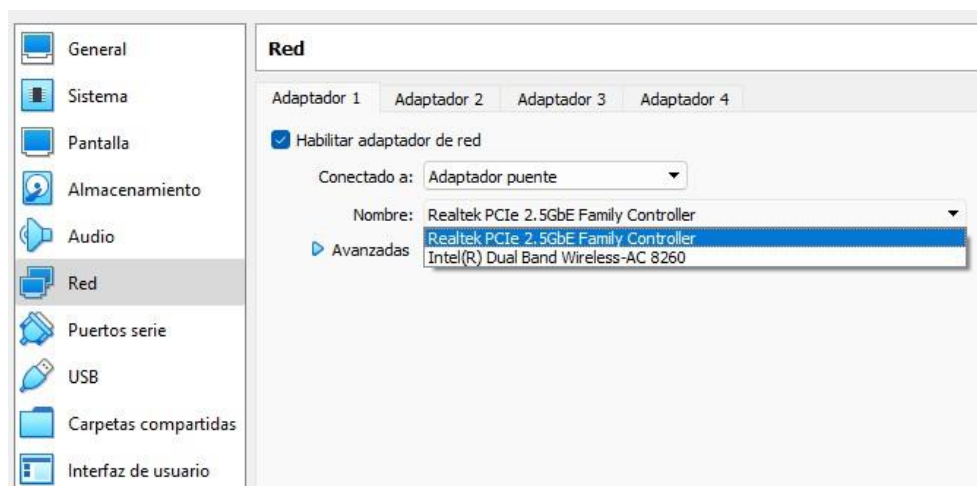 General
Sistema
Pantalla
Almacenamiento
Audio
Red
Puertos serie
USB
Carpetas compartidas
Interfaz de usuario
Red
Adaptador 1 Adaptador 2 Adaptador 3 Adaptador 4
Habilitar adaptador de red
Conectado a: Adaptador puente
Nombre: Realtek PCIe 2.5GbE Family Controller
Realtek PCIe 2.5GbE Family Controller
Intel(R) Dual Band Wireless-AC 8260
Avanzadas